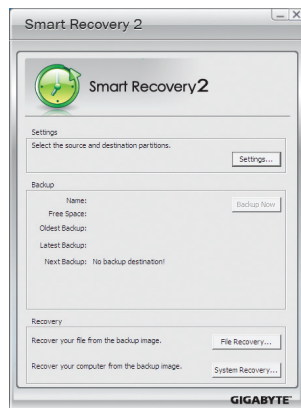 Smart Recovery 2
Smart Recovery2
Settings
Select the source and destination partitions.
Settings...
Backup
Name:
Backup Now
Free Space:
Oldest Backup:
Latest Backup:
Next Backup: No backup destination!
Recovery
Recover your file from the backup image.
File Recovery...
Recover your computer from the backup image.
System Recovery...
GIGABYTE™